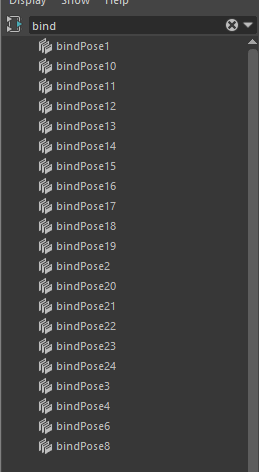 Display Show Help
bind
bindPose1
bindPose10
bindPose11
bindPose12
bindPose13
bindPose14
bindPose15
bindPose16
bindPose17
bindPose18
bindPose19
bindPose2
bindPose20
bindPose21
bindPose22
bindPose23
bindPose24
bindPose3
bindPose4
bindPose6
bindPose8